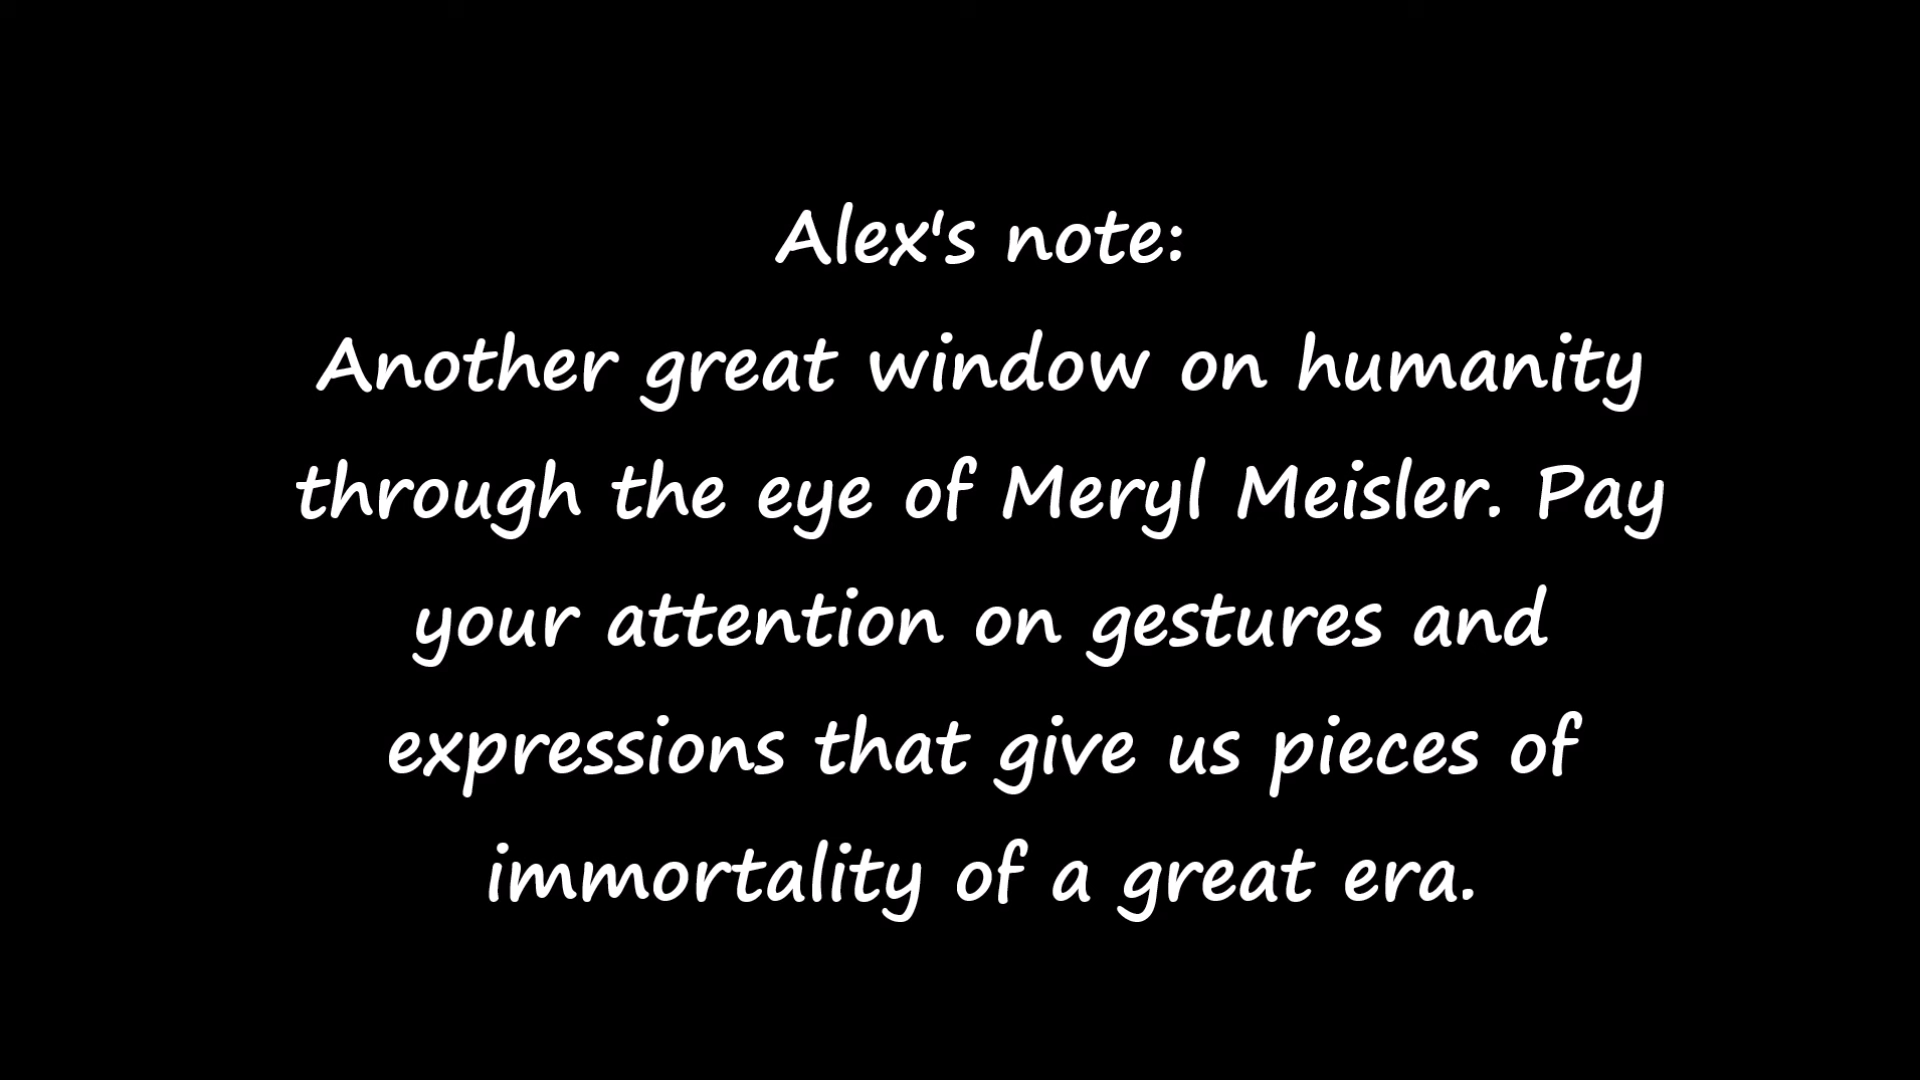 Alex's note:
Another great window on humanity
through the eye of Meryl Meisler. Pay
your attention on gestures and
expressions that give us pieces of
immortality of a great era.